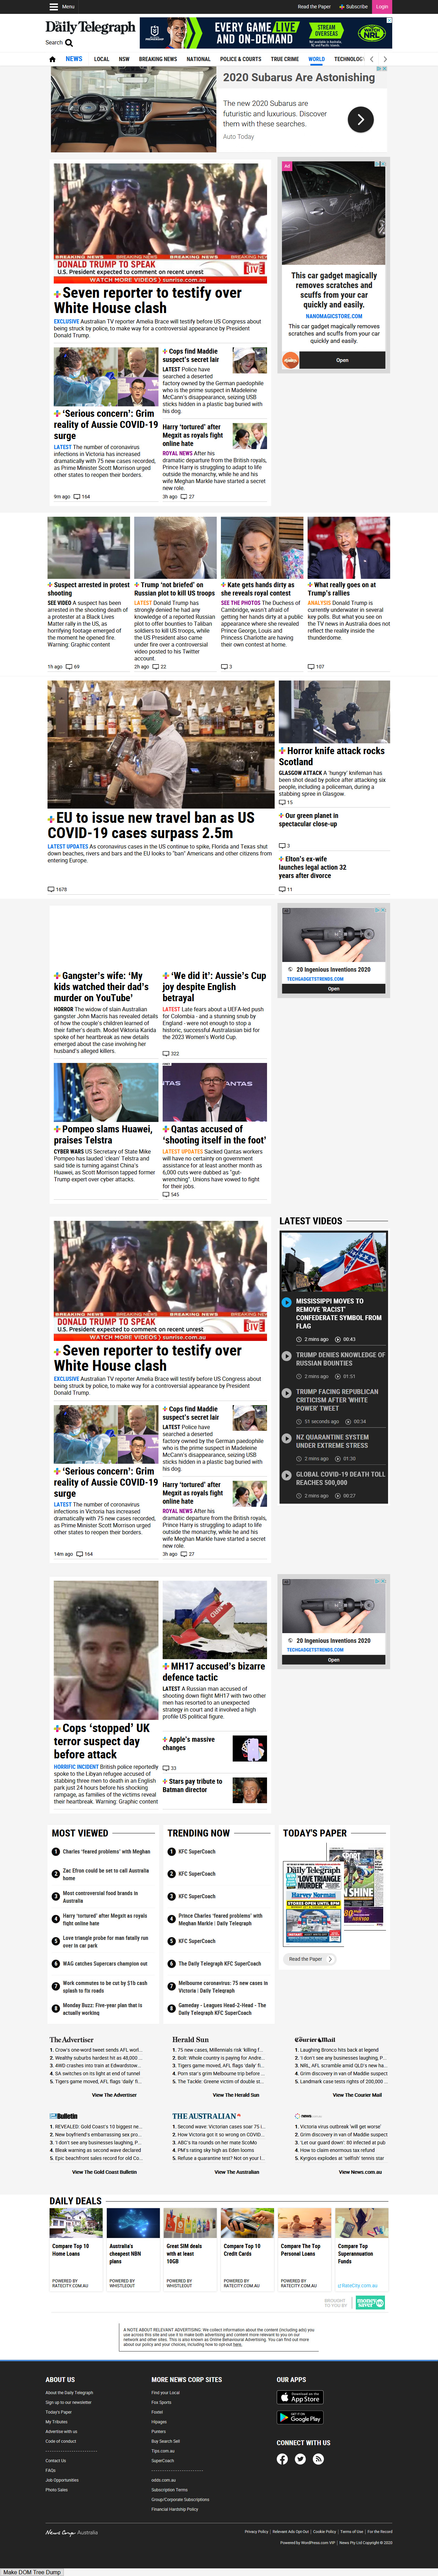 Menu
Read the Paper
Subscribe
Login
The Daily Telegraph
Search
EVERY GAME LIVE
AND ON-DEMAND
STREAM
OVERSEAS
WATCH
NRL
NEWS LOCAL NSW BREAKING NEWS NATIONAL POLICE & COURTS TRUE CRIME WORLD TECHNOLOGY
2020 Subarus Are Astonishing
The new 2020 Subarus are
futuristic and luxurious. Discover
them with these searches.
Auto Today
BREAKING NEWS
DONALD TRUMP TO SPEAK
U.S. President expected to comment on recent unrest
WATCH MORE VIDEOS | sunrise.com.au
LIVE
Seven reporter to testify over
White House clash
EXCLUSIVE Australian TV reporter Amelia Brace will testify before US Congress about
being struck by police, to make way for a controversial appearance by President
Donald Trump.
Ad
This car gadget magically
removes scratches and
scuffs from your car
quickly and easily.
NANOMAGICSTORE.COM
This car gadget magically removes
scratches and scuffs from your car
quickly and easily.
Open
‘Serious concern’: Grim
reality of Aussie COVID-19
surge
LATEST The number of coronavirus
infections in Victoria has increased
dramatically with 75 new cases recorded,
as Prime Minister Scott Morrison urged
other states to reopen their borders.
9m ago 164
Cops find Maddie
suspect’s secret lair
LATEST Police have
searched a deserted
factory owned by the German paedophile
who is the prime suspect in Madeleine
McCann’s disappearance, seizing USB
sticks hidden in a plastic bag buried with
his dog.
Harry ‘tortured’ after
Megxit as royals fight
online hate
ROYAL NEWS After his
dramatic departure from the British royals,
Prince Harry is struggling to adapt to life
outside the monarchy, while he and his
wife Meghan Markle have started a secret
new role.
3h ago 27
Suspect arrested in protest
shooting
SEE VIDEO A suspect has been
arrested in the shooting death of
a protester at a Black Lives
Matter rally in the US, as
horrifying footage emerged of
the moment he opened fire.
Warning: Graphic content
1h ago 69
Trump ‘not briefed’ on
Russian plot to kill US troops
LATEST Donald Trump has
strongly denied he had any
knowledge of a reported Russian
plot to offer bounties to Taliban
soldiers to kill US troops, while
the US President also came
under fire over a controversial
video posted to his Twitter
account.
2h ago 22
Kate gets hands dirty as
she reveals royal contest
SEE THE PHOTOS The Duchess of
Cambridge, wasn’t afraid of
getting her hands dirty at a public
appearance where she revealed
Prince George, Louis and
Princess Charlotte are having
their own contest at home.
3
What really goes on at
Trump’s rallies
ANALYSIS Donald Trump is
currently underwater in several
key polls. But what you see on
the TV news in Australia does not
reflect the reality inside the
thunderdome.
107
EU to issue new travel ban as US
COVID-19 cases surpass 2.5m
LATEST UPDATES As coronavirus cases in the US continue to spike, Florida and Texas shut
down beaches, rivers and bars and the EU looks to “ban” Americans and other citizens from
entering Europe.
1678
Horror knife attack rocks
Scotland
GLASGOW ATTACK A ‘hungry’ knifeman has
been shot dead by police after attacking six
people, including a policeman, during a
stabbing spree in Glasgow.
15
Our green planet in
spectacular close-up
3
Elton’s ex-wife
launches legal action 32
years after divorce
11
Gangster’s wife: ‘My
kids watched their dad’s
murder on YouTube’
HORROR The widow of slain Australian
gangster John Macris has revealed details
of how the couple’s children learned of
their father’s death. Model Viktoria Karida
spoke of her heartbreak as new details
emerged about the case involving her
husband’s alleged killers.
‘We did it’: Aussie’s Cup
joy despite English
betrayal
LATEST Late fears about a UEFA-led push
for Colombia - and a stunning snub by
England - were not enough to stop a
historic, successful Australasian bid for
the 2023 Women’s World Cup.
322
20 Ingenious Inventions 2020
TECHGADGETSTRENDS.COM
Open
Pompeo slams Huawei,
praises Telstra
CYBER WARS US Secretary of State Mike
Pompeo has lauded ‘clean’ Telstra and
said tide is turning against China’s
Huawei, as Scott Morrison tapped former
Trump expert over cyber attacks.
Qantas accused of
‘shooting itself in the foot’
LATEST UPDATES Sacked Qantas workers
will have no certainty on government
assistance for at least another month as
6,000 cuts were dubbed as “gut-
wrenching”. Unions have vowed to fight
for their jobs.
545
BREAKING NEWS
DONALD TRUMP TO SPEAK
U.S. President expected to comment on recent unrest
WATCH MORE VIDEOS | sunrise.com.au
LIVE
Seven reporter to testify over
White House clash
EXCLUSIVE Australian TV reporter Amelia Brace will testify before US Congress about
being struck by police, to make way for a controversial appearance by President
Donald Trump.
LATEST VIDEOS
MISSISSIPPI MOVES TO
REMOVE 'RACIST'
CONFEDERATE SYMBOL FROM
FLAG
2 mins ago 00:43
TRUMP DENIES KNOWLEDGE OF
RUSSIAN BOUNTIES
2 mins ago 01:51
TRUMP FACING REPUBLICAN
CRITICISM AFTER 'WHITE
POWER' TWEET
51 seconds ago 00:34
NZ QUARANTINE SYSTEM
UNDER EXTREME STRESS
2 mins ago 01:30
GLOBAL COVID-19 DEATH TOLL
REACHES 500,000
2 mins ago 00:27
‘Serious concern’: Grim
reality of Aussie COVID-19
surge
LATEST The number of coronavirus
infections in Victoria has increased
dramatically with 75 new cases recorded,
as Prime Minister Scott Morrison urged
other states to reopen their borders.
14m ago 164
Cops find Maddie
suspect’s secret lair
LATEST Police have
searched a deserted
factory owned by the German paedophile
who is the prime suspect in Madeleine
McCann’s disappearance, seizing USB
sticks hidden in a plastic bag buried with
his dog.
Harry ‘tortured’ after
Megxit as royals fight
online hate
ROYAL NEWS After his
dramatic departure from the British royals,
Prince Harry is struggling to adapt to life
outside the monarchy, while he and his
wife Meghan Markle have started a secret
new role.
3h ago 27
Cops ‘stopped’ UK
terror suspect day
before attack
HORRIFIC INCIDENT British police reportedly
spoke to the Libyan refugee accused of
stabbing three men to death in an English
park just 24 hours before his shocking
rampage, as families of the victims reveal
their heartbreak. Warning: Graphic content
MH17 accused’s bizarre
defence tactic
LATEST A Russian man accused of
shooting down flight MH17 with two other
men has resorted to an unexpected
strategy in court and it involved a high
profile US political figure.
Apple’s massive
changes
33
Stars pay tribute to
Batman director
20 Ingenious Inventions 2020
TECHGADGETSTRENDS.COM
Open
MOST VIEWED
1 Charles ‘feared problems’ with Meghan
2 Zac Efron could be set to call Australia
home
3 Most controversial food brands in
Australia
4 Harry ‘tortured’ after Megxit as royals
fight online hate
5 Love triangle probe for man fatally run
over in car park
6 WAG catches Supercars champion out
7 Work commutes to be cut by $1b cash
splash to fix roads
8 Monday Buzz: Five-year plan that is
actually working
TRENDING NOW
1 KFC SuperCoach
2 KFC SuperCoach
3 KFC SuperCoach
4 Prince Charles “feared problems” with
Meghan Markle | Daily Telegraph
5 KFC SuperCoach
6 The Daily Telegraph KFC SuperCoach
7 Melbourne coronavirus: 75 new cases in
Victoria | Daily Telegraph
8 Gameday - Leagues Head-2-Head - The
Daily Telegraph KFC SuperCoach
TODAY'S PAPER
Daily Telegraph
‘LOVE TRIANGLE’
MURDER
Harvey Norman
Read the Paper
The Advertiser
1. Crow’s one-word tweet sends AFL worl...
2. Wealthy suburbs hardest hit as 48,000 ...
3. 4WD crashes into train at Edwardstow...
4. SA switches on its light at end of tunnel
5. Tigers game moved, AFL flags ‘daily’ fi...
View The Advertiser
Herald Sun
1. 75 new cases, Millennials risk ‘killing f...
2. Bolt: While country is paying for Andre...
3. Tigers game moved, AFL flags ‘daily’ fi...
4. Porn star’s grim Melbourne trip before ...
5. The Tackle: Greene victim of double st...
View The Herald Sun
The Courier Mail
1. Laughing Bronco hits back at legend
2. ‘I don’t see any businesses laughing, P...
3. NRL, AFL scramble amid QLD’s new ha...
4. Grim discovery in van of Maddie suspect
5. Landmark case tests rights of 200,000 ...
View The Courier Mail
Bulletin
1. REVEALED: Gold Coast’s 10 biggest ne...
2. New boyfriend’s embarrassing sex pro...
3. ‘I don’t see any businesses laughing, P...
4. Bleak warning as second wave declared
5. Epic beachfront sales record for old Co...
View The Gold Coast Bulletin
THE AUSTRALIAN
1. Second wave: Victorian cases soar 75 i...
2. How Victoria got it so wrong on COVID...
3. ABC’s Ita rounds on her mate ScoMo
4. PM’s rating sky high as Eden looms
5. Refuse a quarantine test? Not on your l...
View The Australian
1. Victoria virus outbreak ‘will get worse’
2. Grim discovery in van of Maddie suspect
3. ‘Let our guard down’: 80 infected at pub
4. How to claim enormous tax refund
5. Kyrgios explodes at ‘selfish’ tennis star
View News.com.au
DAILY DEALS
Compare Top 10
Home Loans
POWERED BY
RATECITY.COM.AU
Australia's
cheapest NBN
plans
POWERED BY
WHISTLEOUT
Great SIM deals
with at least
10GB
POWERED BY
WHISTLEOUT
Compare Top 10
Credit Cards
POWERED BY
RATECITY.COM.AU
Compare The Top
Personal Loans
POWERED BY
RATECITY.COM.AU
Compare Top
Superannuation
Funds
RateCity.com.au
BROUGHT
TO YOU BY
A NOTE ABOUT RELEVANT ADVERTISING: We collect information about the content (including ads) you
use across this site and use it to make both advertising and content more relevant to you on our
network and other sites. This is also known as Online Behavioural Advertising. You can find out more
about our policy and your choices, including how to opt-out here.
ABOUT US
About the Daily Telegraph
Sign up to our newsletter
Today's Paper
My Tributes
Advertise with us
Code of conduct
Contact Us
FAQs
Job Opportunities
Photo Sales
MORE NEWS CORP SITES
Find your Local
Fox Sports
Foxtel
Hipages
Punters
Buy Search Sell
Tips.com.au
SuperCoach
odds.com.au
Subscription Terms
Group/Corporate Subscriptions
Financial Hardship Policy
OUR APPS
Download on the
App Store
GET IT ON
Google Play
CONNECT WITH US
News Corp Australia
Privacy Policy | Relevant Ads Opt Out | Cookie Policy | Terms of Use | For the Record
Powered by WordPress.com VIP | News Pty Ltd Copyright © 2020
Make DOM Tree Dump